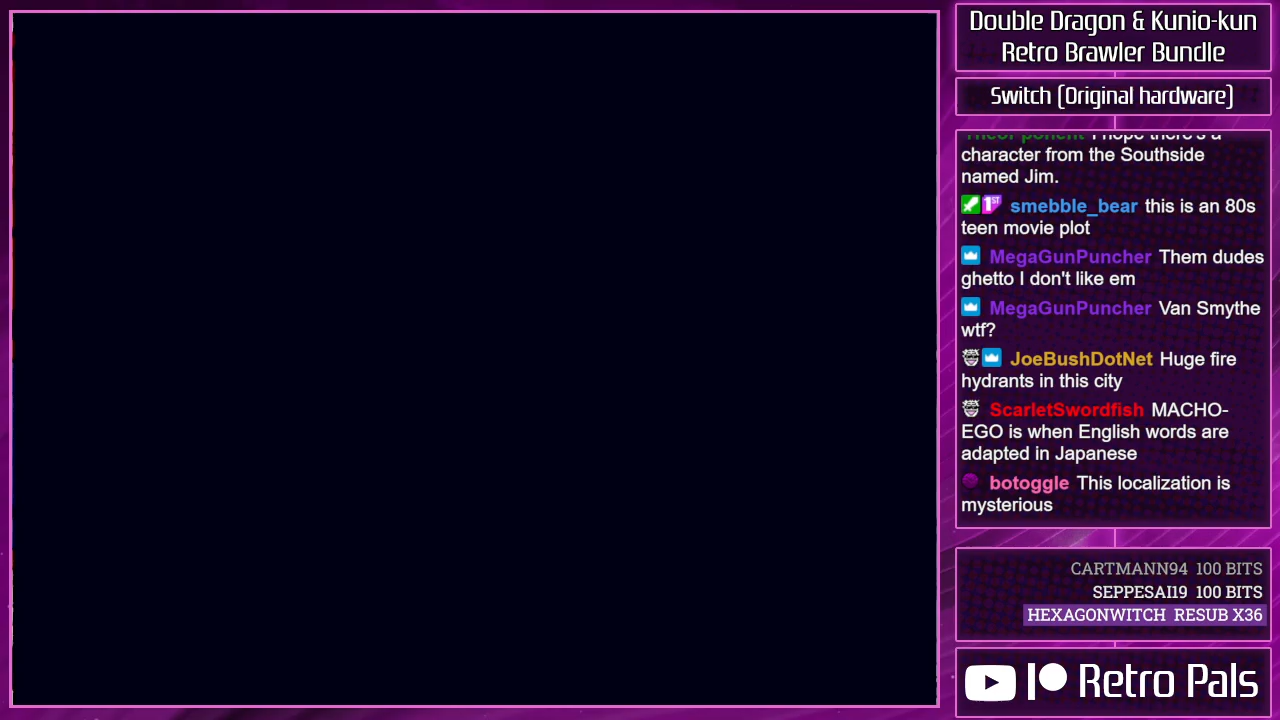 Double Dragon & Kunio-kun
Retro Brawler Bundle
Switch (Original hardware)
I hope there's a
character from the Southside
named Jim.
1ST smebble_bear this is an 80s
teen movie plot
MegaGunPuncher Them dudes
ghetto I don't like em
MegaGunPuncher Van Smythe
wtf?
JoeBushDotNet Huge fire
hydrants in this city
ScarletSwordfish MACHO-
EGO is when English words are
adapted in Japanese
botoggle This localization is
mysterious
CARTMANN94 100 BITS
SEPPESAI19 100 BITS
HEXAGONWITCH RESUB X36
Retro Pals